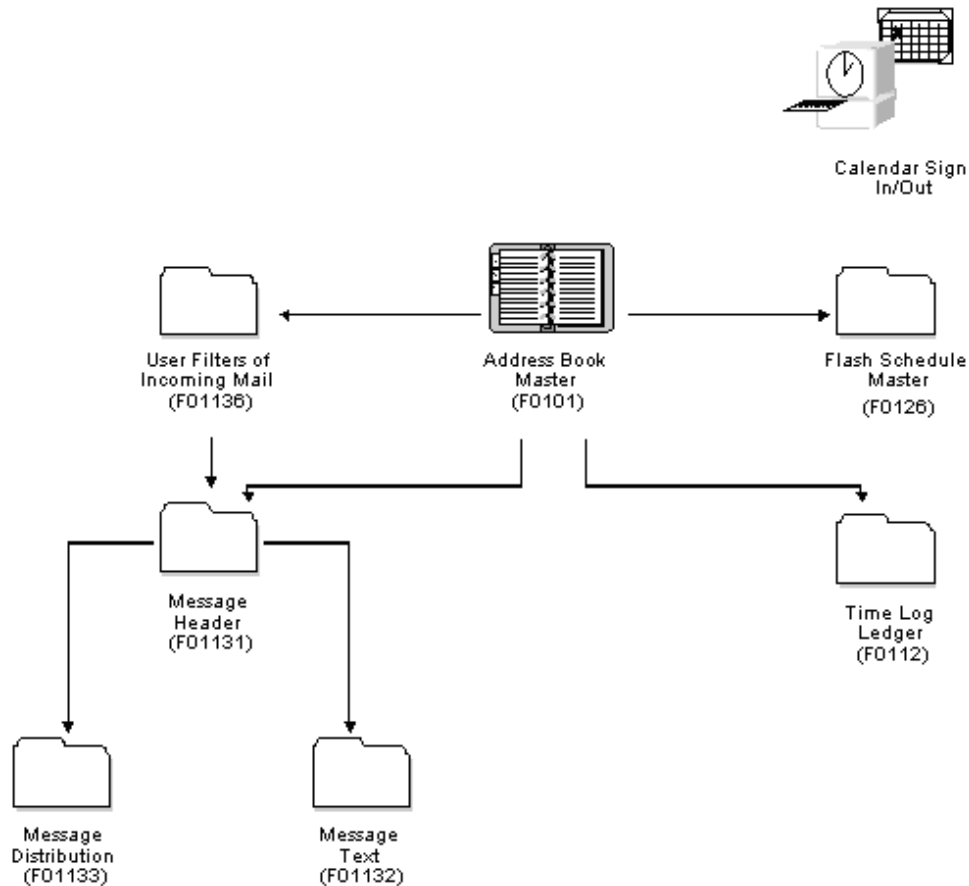 Calendar Sign
In/Out
User Filters of
Incoming Mail
(F01136)
Address Book
Master
(F0101)
Flash Schedule
Master
(F0126)
Message
Header
(F01131)
Time Log
Ledger
(F0112)
Message
Distribution
(F01133)
Message
Text
(F01132)